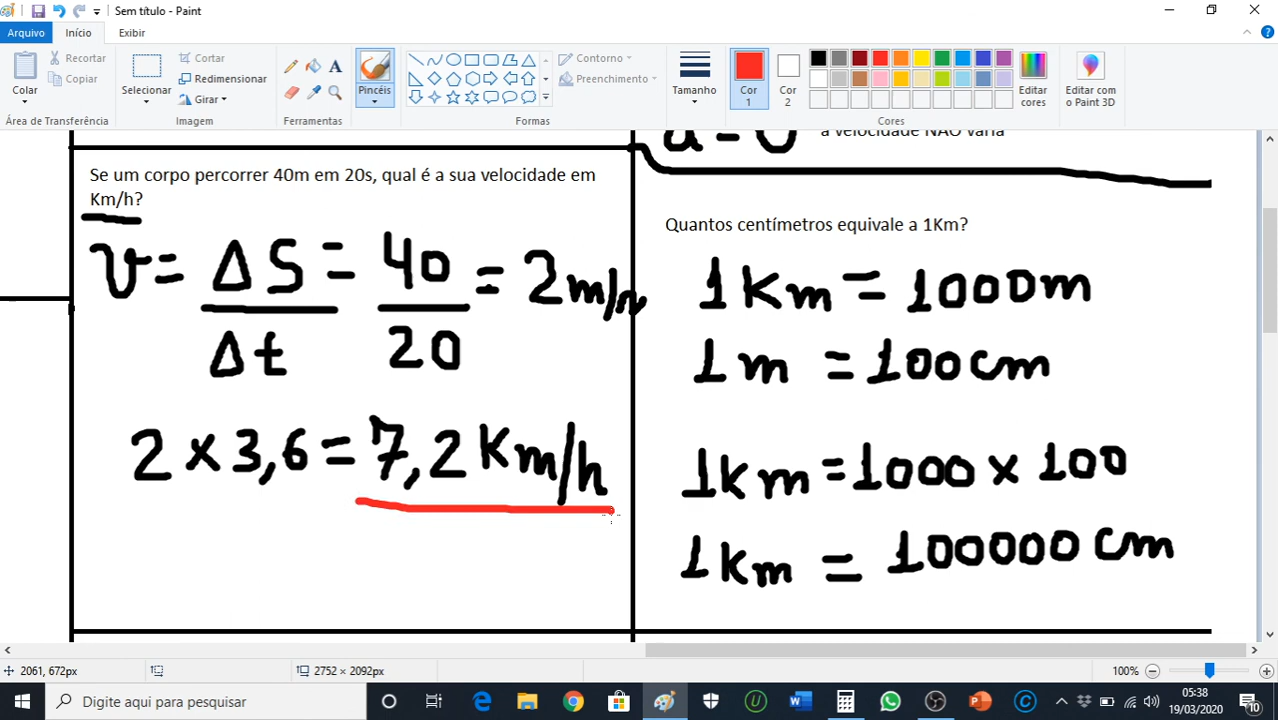 Sem título - Paint
Arquivo Início Exibir
Colar
Recortar
Copiar
Área de Transferência
Selecionar
Cortar
Redimensionar
Girar
Imagem
Pincéis
Ferramentas
Contorno
Preenchimento
Formas
Tamanho
Cor 1
Cor 2
Editar cores
Cores
Editar com o Paint 3D
a = 0 a velocidade NÃO varia
Se um corpo percorrer 40m em 20s, qual é a sua velocidade em
Km/h?
v = ΔS = 40 = 2m/s
Δt 20
2 x 3,6 = 7,2 Km/h
Quantos centímetros equivale a 1Km?
1Km = 1000m
1m = 100cm
1km = 1000 x 100
1km = 100000 cm
2061, 672px
2752 × 2092px
100%
Digite aqui para pesquisar
05:38
19/03/2020
10